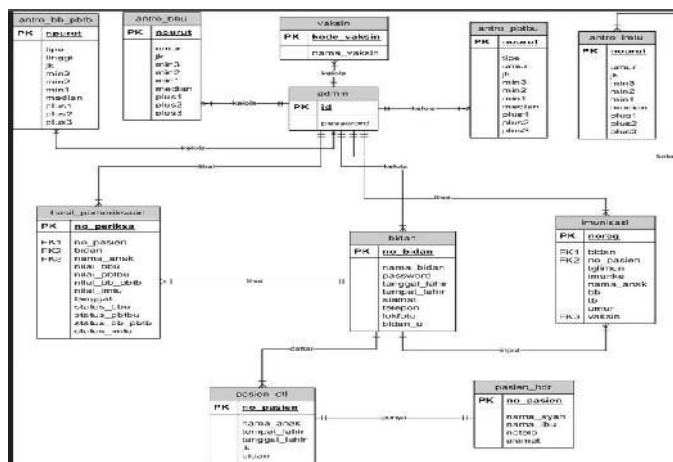 antro_bb_pbtb
PK nourut
tipe
tinggi
jk
min3
min2
min1
median
plus1
plus2
plus3
antro_bbu
PK nourut
umur
jk
min3
min2
min1
median
plus1
plus2
plus3
vaksin
PK kode_vaksin
nama_vaksin
kelola
admin
PK id
password
antro_pbtbu
PK nourut
tipe
umur
jk
min3
min2
min1
median
plus1
plus2
plus3
antro_imtu
PK nourut
umur
jk
min3
min2
min1
median
plus1
plus2
plus3
kelola
kelola
kelola
lihat
kelola
lihat
hasil_pemeriksaan
PK no_periksa
FK1 no_pasien
FK2 bidan
FK3 nama_anak
nilai_bbu
nilai_pbtbu
nilai_bb_pbtb
nilai_imtu
tanggal
status_bbu
status_pbtbu
status_bb_pbtb
status_imtu
lihat
bidan
PK no_bidan
nama_bidan
password
tanggal_lahir
tempat_lahir
alamat
telepon
lokfoto
bidan_u
imunisasi
PK noreg
FK1 bidan
FK2 no_pasien
tglimun
imunke
nama_anak
bb
tb
umur
FK3 vaksin
daftar
input
pasien_dtl
PK no_pasien
nama_anak
tempat_lahir
tanggal_lahir
jk
punya
pasien_hdr
PK no_pasien
nama_ayah
nama_ibu
notelp
alamat